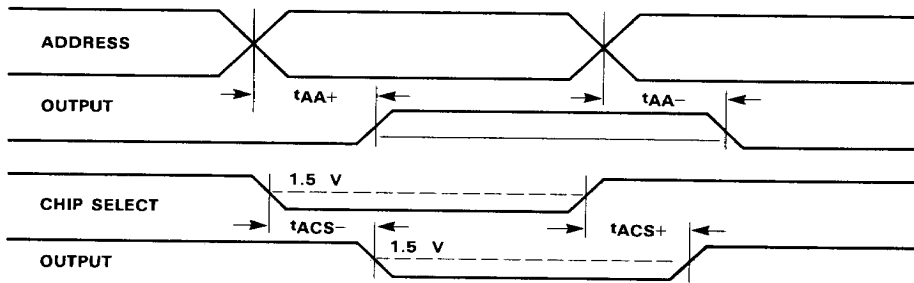 ADDRESS
tAA+
tAA−
OUTPUT
1.5 V
CHIP SELECT
tACS−
tACS+
1.5 V
OUTPUT